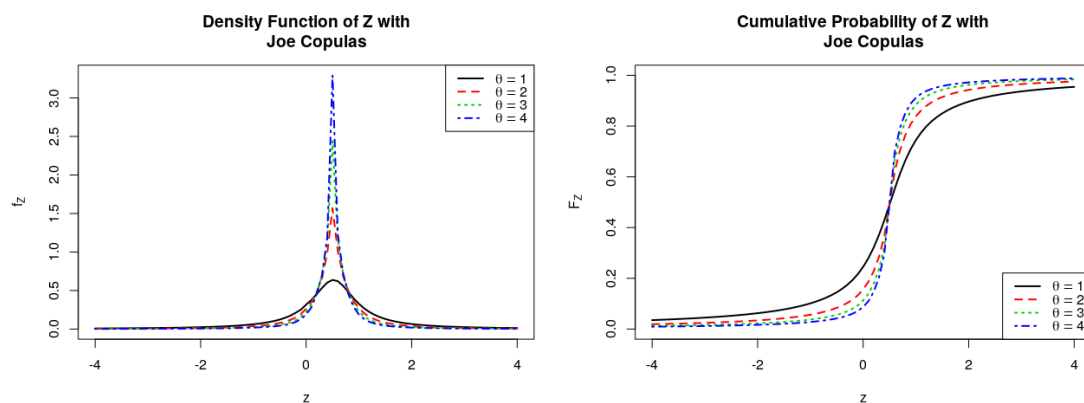 Density Function of Z with
Joe Copulas
θ = 1
θ = 2
θ = 3
θ = 4
f_Z
0.0
0.5
1.0
1.5
2.0
2.5
3.0
-4
-2
0
2
4
z
Cumulative Probability of Z with
Joe Copulas
θ = 1
θ = 2
θ = 3
θ = 4
F_Z
0.0
0.2
0.4
0.6
0.8
1.0
-4
-2
0
2
4
z